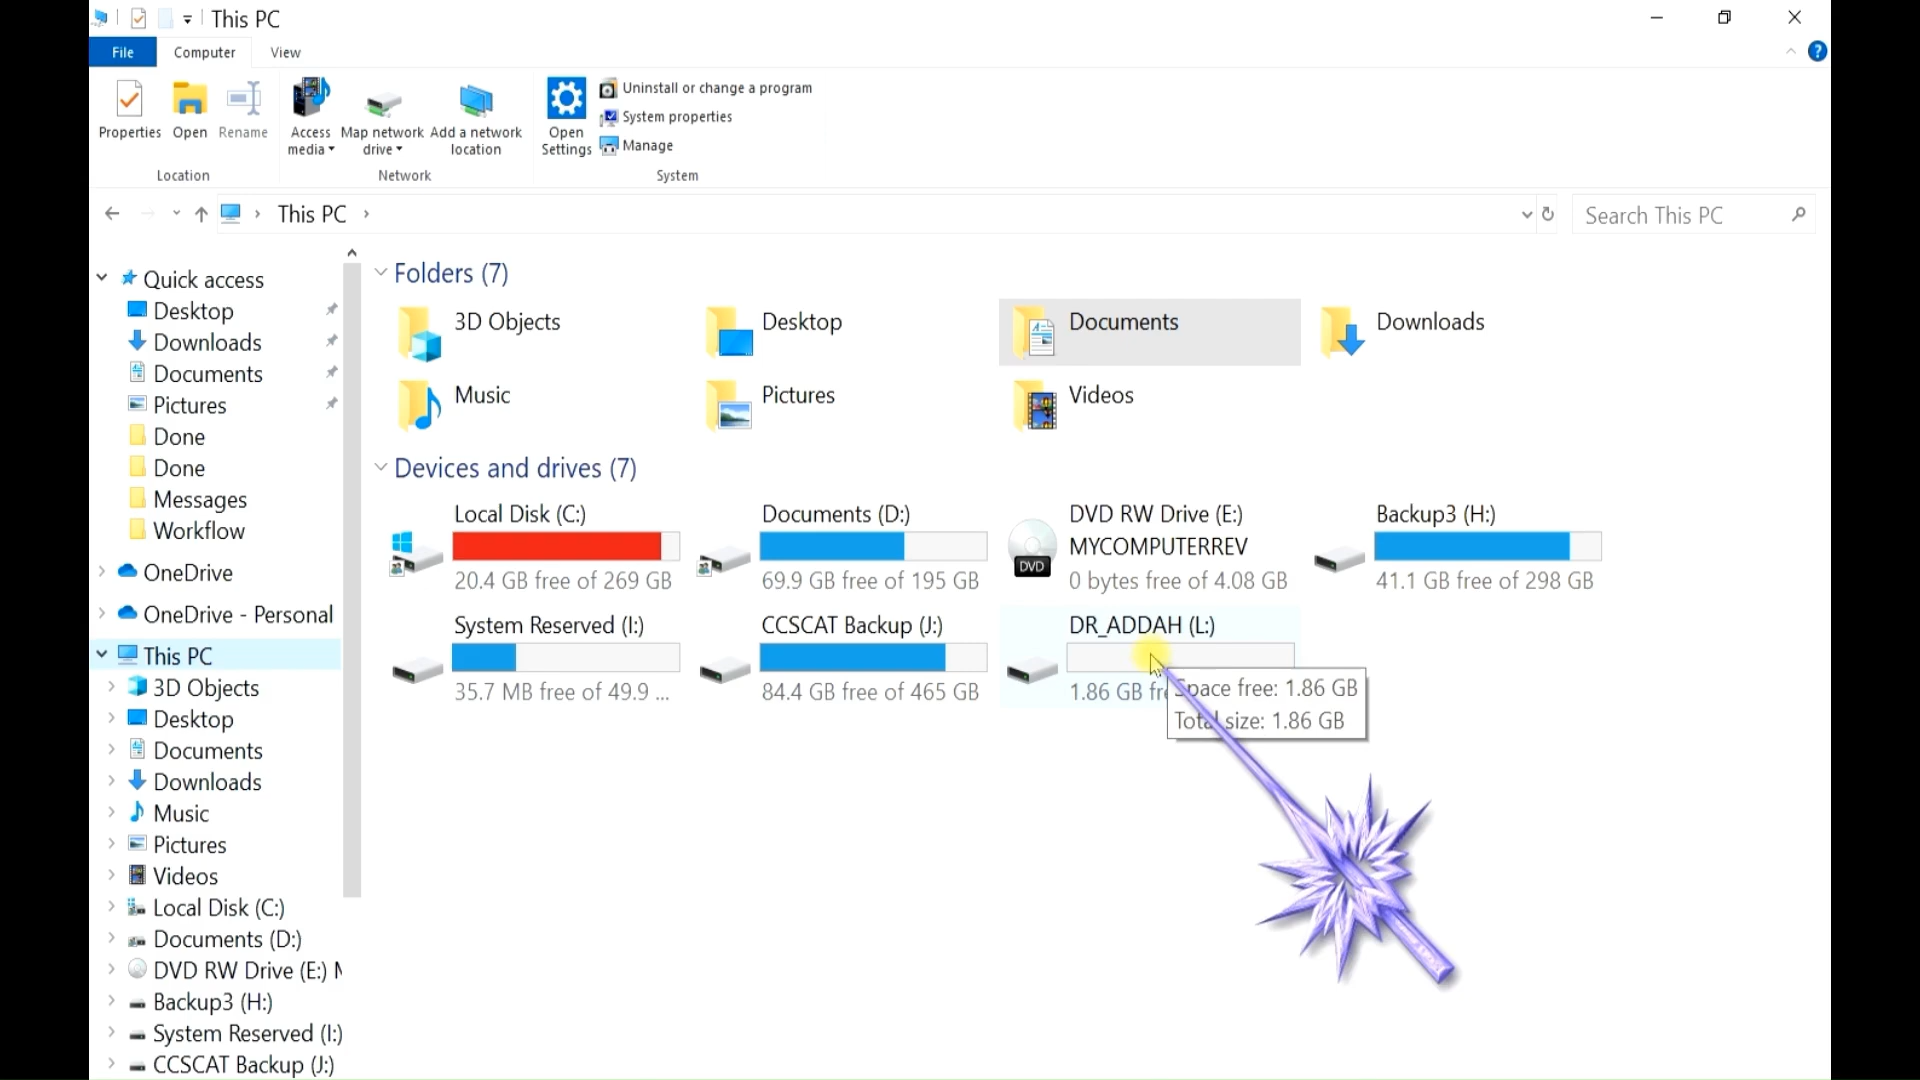 This PC
File Computer View
Properties Open Rename
Access media Map network drive Add a network location
Open Settings
Uninstall or change a program
System properties
Manage
Location Network System
This PC
Search This PC
Quick access
Desktop
Downloads
Documents
Pictures
Done
Done
Messages
Workflow
OneDrive
OneDrive - Personal
This PC
3D Objects
Desktop
Documents
Downloads
Music
Pictures
Videos
Local Disk (C:)
Documents (D:)
DVD RW Drive (E:)
Backup3 (H:)
System Reserved (I:)
CCSCAT Backup (J:)
Folders (7)
3D Objects Desktop Documents Downloads
Music Pictures Videos
Devices and drives (7)
Local Disk (C:)
20.4 GB free of 269 GB
Documents (D:)
69.9 GB free of 195 GB
DVD RW Drive (E:)
MYCOMPUTERREV
DVD
0 bytes free of 4.08 GB
Backup3 (H:)
41.1 GB free of 298 GB
System Reserved (I:)
35.7 MB free of 49.9 ...
CCSCAT Backup (J:)
84.4 GB free of 465 GB
DR_ADDAH (L:)
1.86 GB
Space free: 1.86 GB
Total size: 1.86 GB